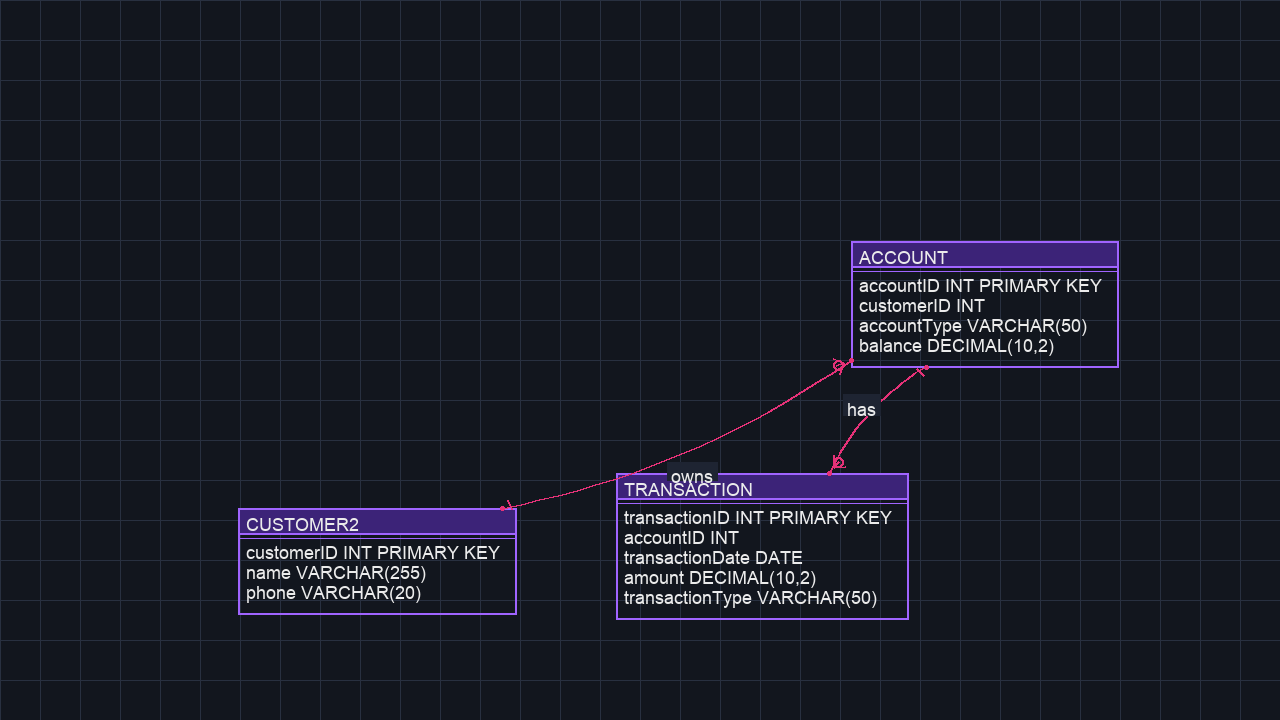 ACCOUNT
accountID INT PRIMARY KEY
customerID INT
accountType VARCHAR(50)
balance DECIMAL(10,2)
has
owns
TRANSACTION
transactionID INT PRIMARY KEY
accountID INT
transactionDate DATE
amount DECIMAL(10,2)
transactionType VARCHAR(50)
CUSTOMER2
customerID INT PRIMARY KEY
name VARCHAR(255)
phone VARCHAR(20)